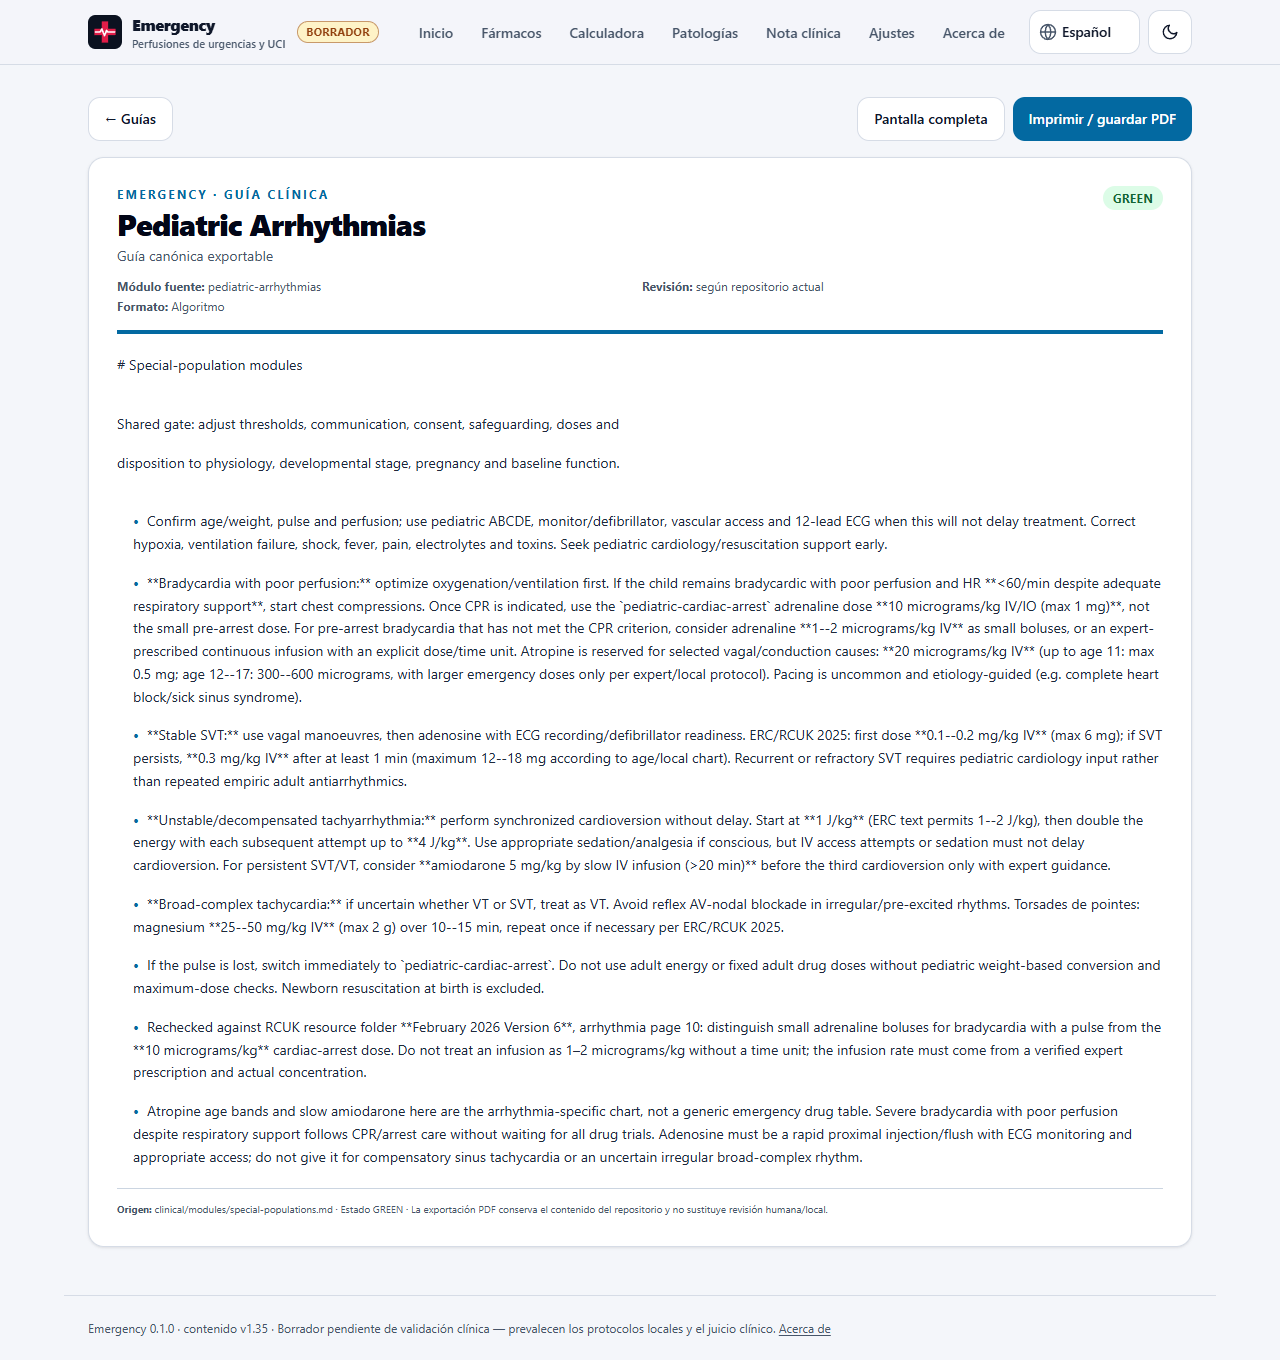 Emergency
Perfusiones de urgencias y UCI
BORRADOR
Inicio
Fármacos
Calculadora
Patologías
Nota clínica
Ajustes
Acerca de
Español
← Guías
Pantalla completa
Imprimir / guardar PDF
EMERGENCY · GUÍA CLÍNICA
GREEN
Pediatric Arrhythmias
Guía canónica exportable
Módulo fuente: pediatric-arrhythmias
Revisión: según repositorio actual
Formato: Algoritmo
# Special-population modules
Shared gate: adjust thresholds, communication, consent, safeguarding, doses and
disposition to physiology, developmental stage, pregnancy and baseline function.
• Confirm age/weight, pulse and perfusion; use pediatric ABCDE, monitor/defibrillator, vascular access and 12-lead ECG when this will not delay treatment. Correct
hypoxia, ventilation failure, shock, fever, pain, electrolytes and toxins. Seek pediatric cardiology/resuscitation support early.
• **Bradycardia with poor perfusion:** optimize oxygenation/ventilation first. If the child remains bradycardic with poor perfusion and HR **<60/min despite adequate
respiratory support**, start chest compressions. Once CPR is indicated, use the `pediatric-cardiac-arrest` adrenaline dose **10 micrograms/kg IV/IO (max 1 mg)**, not
the small pre-arrest dose. For pre-arrest bradycardia that has not met the CPR criterion, consider adrenaline **1--2 micrograms/kg IV** as small boluses, or an expert-
prescribed continuous infusion with an explicit dose/time unit. Atropine is reserved for selected vagal/conduction causes: **20 micrograms/kg IV** (up to age 11: max
0.5 mg; age 12--17: 300--600 micrograms, with larger emergency doses only per expert/local protocol). Pacing is uncommon and etiology-guided (e.g. complete heart
block/sick sinus syndrome).
• **Stable SVT:** use vagal manoeuvres, then adenosine with ECG recording/defibrillator readiness. ERC/RCUK 2025: first dose **0.1--0.2 mg/kg IV** (max 6 mg); if SVT
persists, **0.3 mg/kg IV** after at least 1 min (maximum 12--18 mg according to age/local chart). Recurrent or refractory SVT requires pediatric cardiology input rather
than repeated empiric adult antiarrhythmics.
• **Unstable/decompensated tachyarrhythmia:** perform synchronized cardioversion without delay. Start at **1 J/kg** (ERC text permits 1--2 J/kg), then double the
energy with each subsequent attempt up to **4 J/kg**. Use appropriate sedation/analgesia if conscious, but IV access attempts or sedation must not delay
cardioversion. For persistent SVT/VT, consider **amiodarone 5 mg/kg by slow IV infusion (>20 min)** before the third cardioversion only with expert guidance.
• **Broad-complex tachycardia:** if uncertain whether VT or SVT, treat as VT. Avoid reflex AV-nodal blockade in irregular/pre-excited rhythms. Torsades de pointes:
magnesium **25--50 mg/kg IV** (max 2 g) over 10--15 min, repeat once if necessary per ERC/RCUK 2025.
• If the pulse is lost, switch immediately to `pediatric-cardiac-arrest`. Do not use adult energy or fixed adult drug doses without pediatric weight-based conversion and
maximum-dose checks. Newborn resuscitation at birth is excluded.
• Rechecked against RCUK resource folder **February 2026 Version 6**, arrhythmia page 10: distinguish small adrenaline boluses for bradycardia with a pulse from the
**10 micrograms/kg** cardiac-arrest dose. Do not treat an infusion as 1–2 micrograms/kg without a time unit; the infusion rate must come from a verified expert
prescription and actual concentration.
• Atropine age bands and slow amiodarone here are the arrhythmia-specific chart, not a generic emergency drug table. Severe bradycardia with poor perfusion
despite respiratory support follows CPR/arrest care without waiting for all drug trials. Adenosine must be a rapid proximal injection/flush with ECG monitoring and
appropriate access; do not give it for compensatory sinus tachycardia or an uncertain irregular broad-complex rhythm.
Origen: clinical/modules/special-populations.md · Estado GREEN · La exportación PDF conserva el contenido del repositorio y no sustituye revisión humana/local.
Emergency 0.1.0 · contenido v1.35 · Borrador pendiente de validación clínica — prevalecen los protocolos locales y el juicio clínico. Acerca de